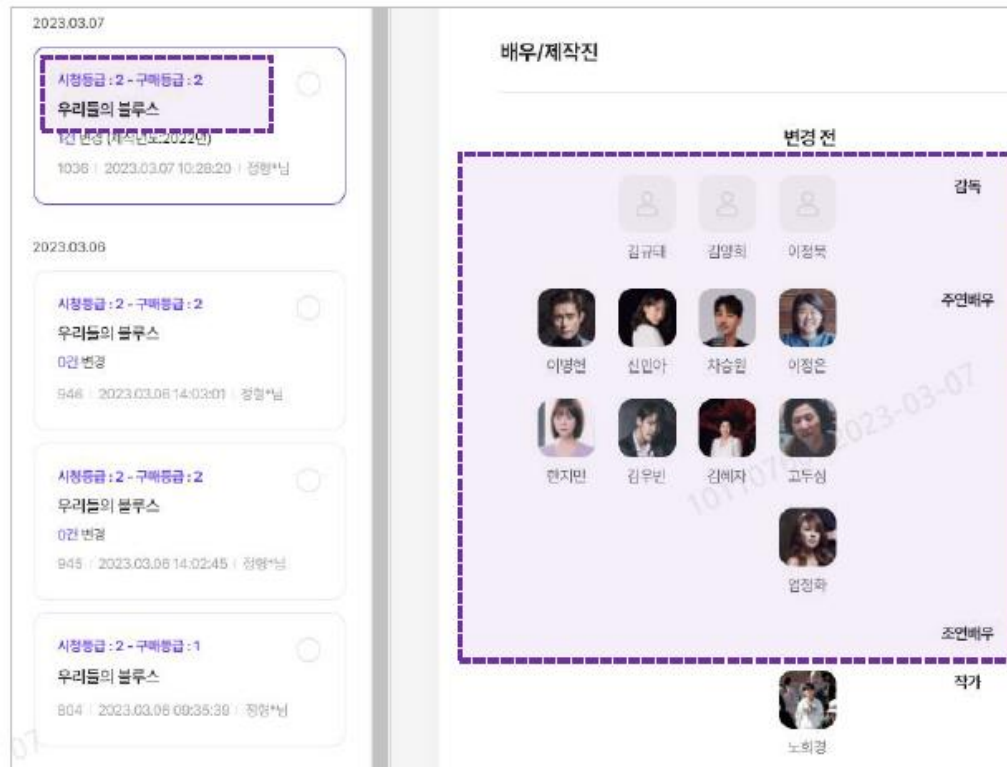 2023.03.07
시청등급 : 2 - 구매등급 : 2
우리들의 블루스
1건 변경 (제작년도:2022년)
1036 | 2023.03.07 10:28:20 | 정형*님
2023.03.06
시청등급 : 2 - 구매등급 : 2
우리들의 블루스
0건 변경
946 | 2023.03.06 14:03:01 | 정형*님
시청등급 : 2 - 구매등급 : 2
우리들의 블루스
0건 변경
945 | 2023.03.06 14:02:45 | 정형*님
시청등급 : 2 - 구매등급 : 1
우리들의 블루스
804 | 2023.03.06 09:35:39 | 정형*님
07
배우/제작진
변경 전
감독
김규태 김양희 이정묵
주연배우
이병헌 신민아 차승원 이정은
한지민 김우빈 김혜자 고두심
엄정화
조연배우
작가
노희경
2023-03-07